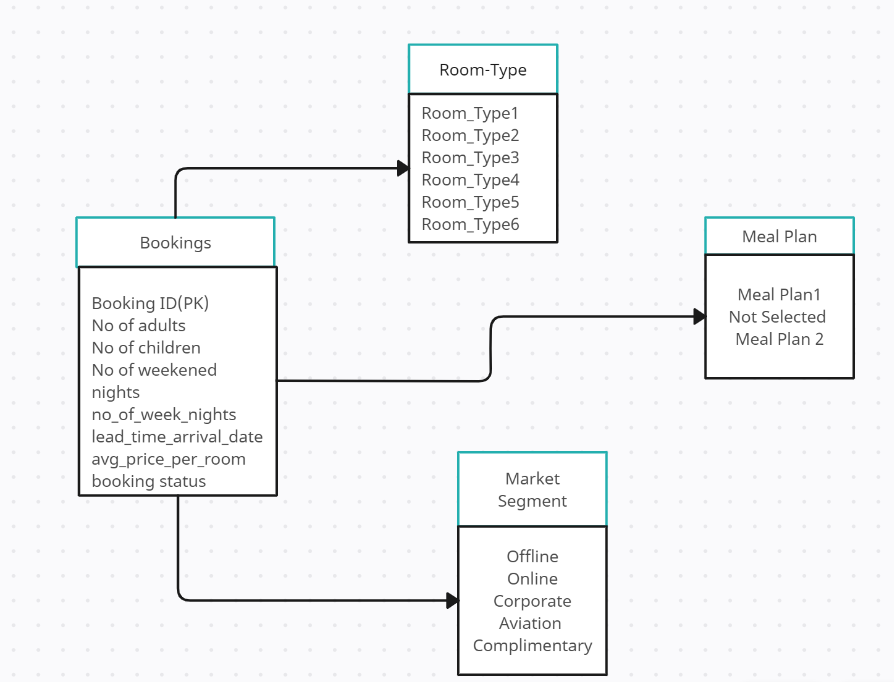 Room-Type
Room_Type1
Room_Type2
Room_Type3
Room_Type4
Room_Type5
Room_Type6
Bookings
Booking ID(PK)
No of adults
No of children
No of weekened
nights
no_of_week_nights
lead_time_arrival_date
avg_price_per_room
booking status
Meal Plan
Meal Plan1
Not Selected
Meal Plan 2
Market
Segment
Offline
Online
Corporate
Aviation
Complimentary